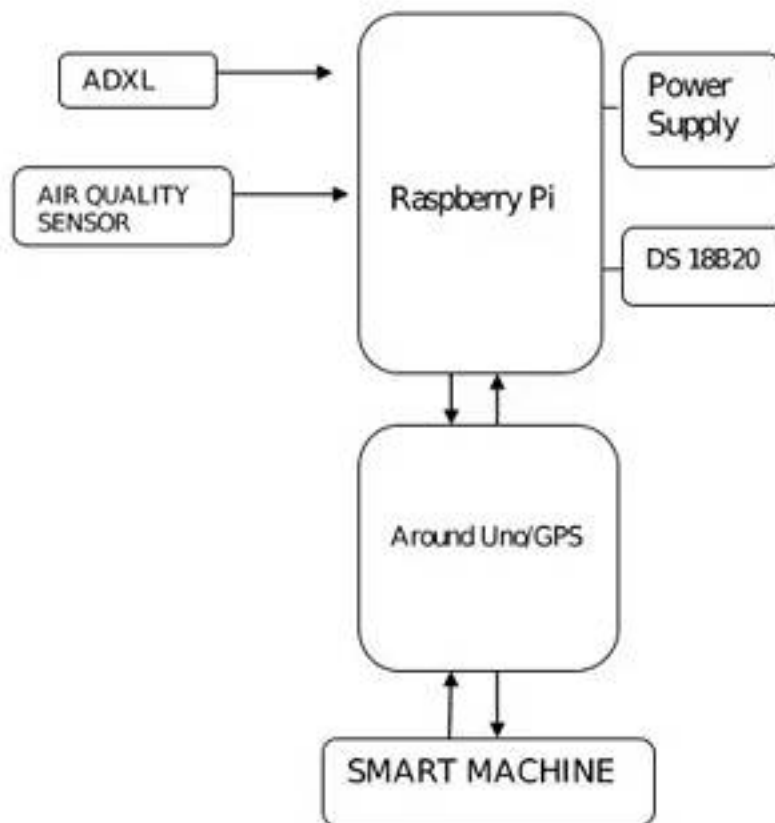 ADXL
Power
Supply
AIR QUALITY
SENSOR
Raspberry Pi
DS 18B20
Around Uno/GPS
SMART MACHINE